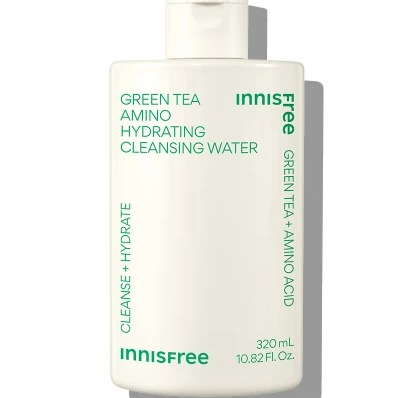 GREEN TEA
AMINO
HYDRATING
CLEANSING WATER
innisfree
GREEN TEA + AMINO ACID
CLEANSE + HYDRATE
innisfree
320 mL
10.82 Fl. Oz.